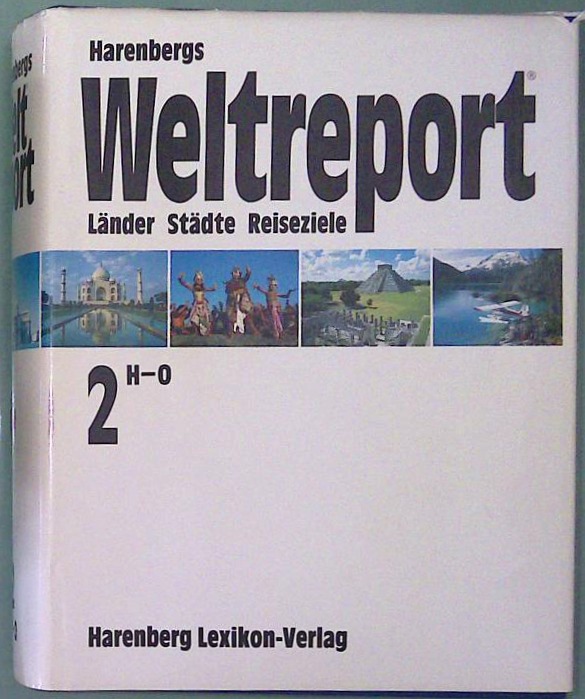 Harenbergs
Weltreport®
Länder Städte Reiseziele
2 H-O
Harenberg Lexikon-Verlag